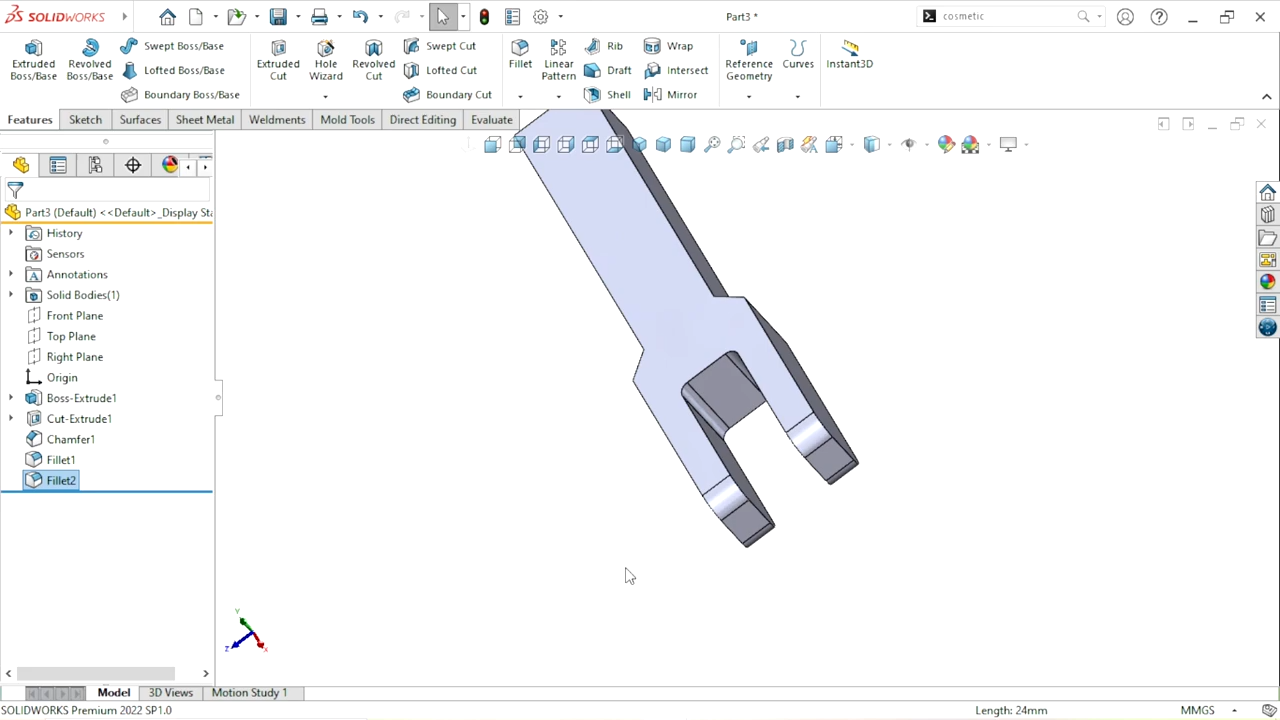 SOLIDWORKS
Part3 *
cosmetic
Extruded Boss/Base
Revolved Boss/Base
Swept Boss/Base
Lofted Boss/Base
Boundary Boss/Base
Extruded Cut
Hole Wizard
Revolved Cut
Swept Cut
Lofted Cut
Boundary Cut
Fillet
Linear Pattern
Rib
Draft
Shell
Wrap
Intersect
Mirror
Reference Geometry
Curves
Instant3D
Features Sketch Surfaces Sheet Metal Weldments Mold Tools Direct Editing Evaluate
Part3 (Default) <<Default>_Display Sta
History
Sensors
Annotations
Solid Bodies(1)
Front Plane
Top Plane
Right Plane
Origin
Boss-Extrude1
Cut-Extrude1
Chamfer1
Fillet1
Fillet2
Y
Z
X
Model 3D Views Motion Study 1
SOLIDWORKS Premium 2022 SP1.0 Length: 24mm MMGS